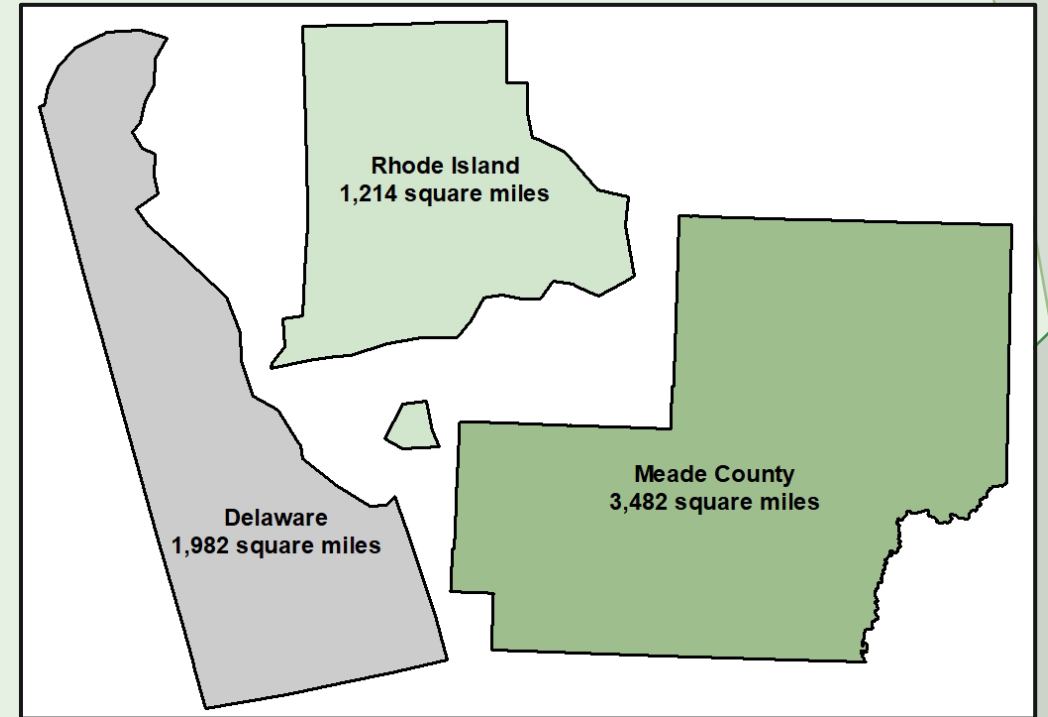 Rhode Island
1,214 square miles
Meade County
3,482 square miles
Delaware
1,982 square miles